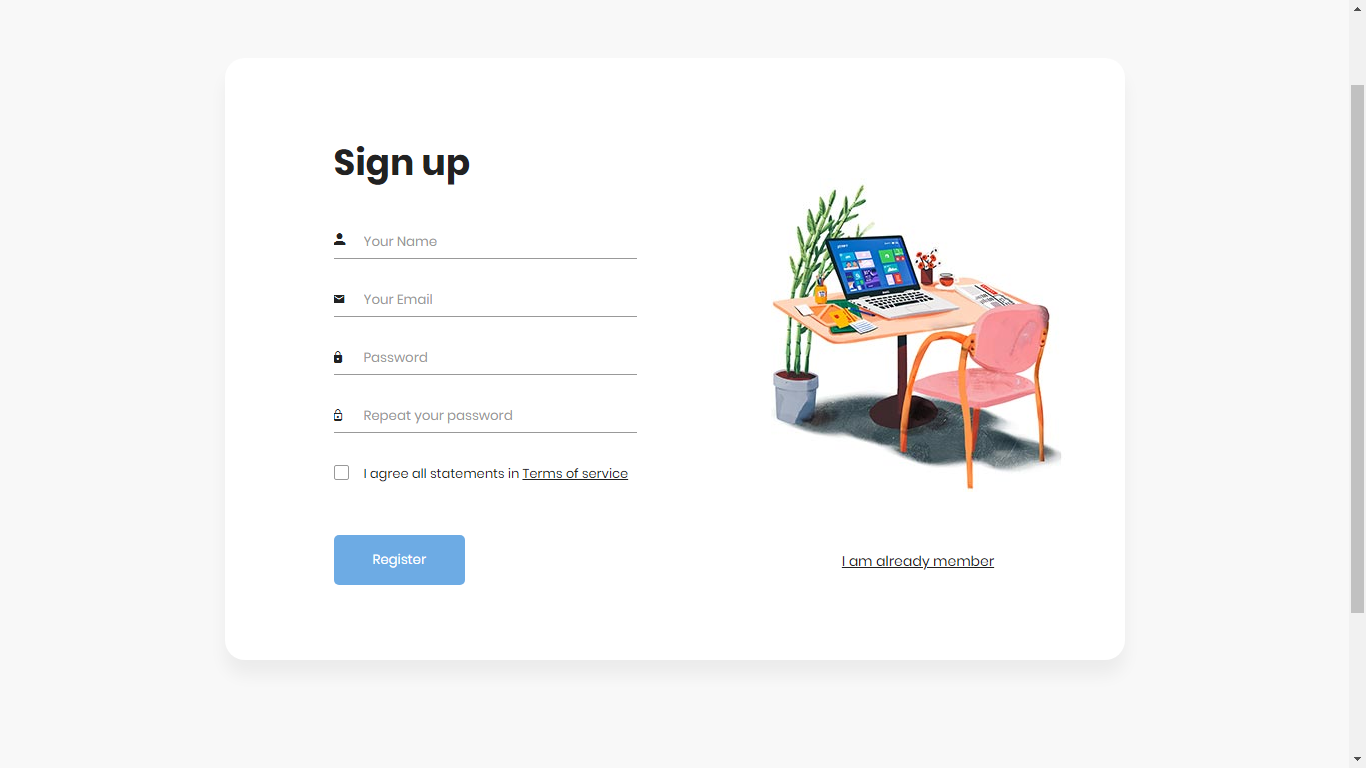 Sign up
Your Name
Your Email
Password
Repeat your password
I agree all statements in Terms of service
Register
I am already member